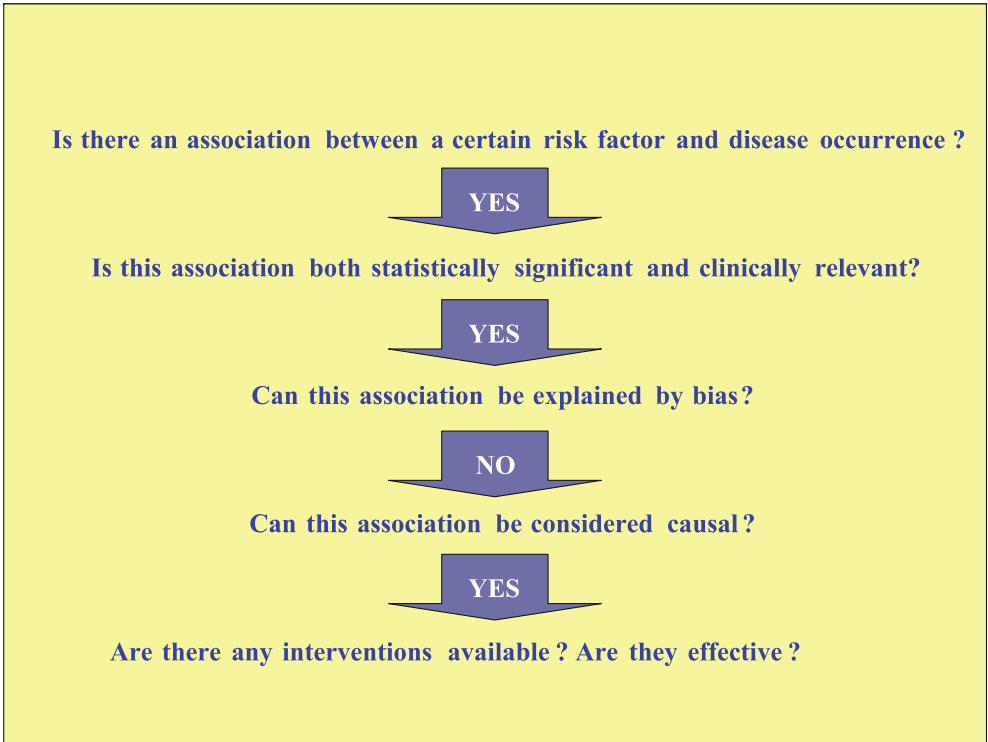 Is there an association between a certain risk factor and disease occurrence ?
YES
Is this association both statistically significant and clinically relevant?
YES
Can this association be explained by bias?
NO
Can this association be considered causal?
YES
Are there any interventions available ? Are they effective ?